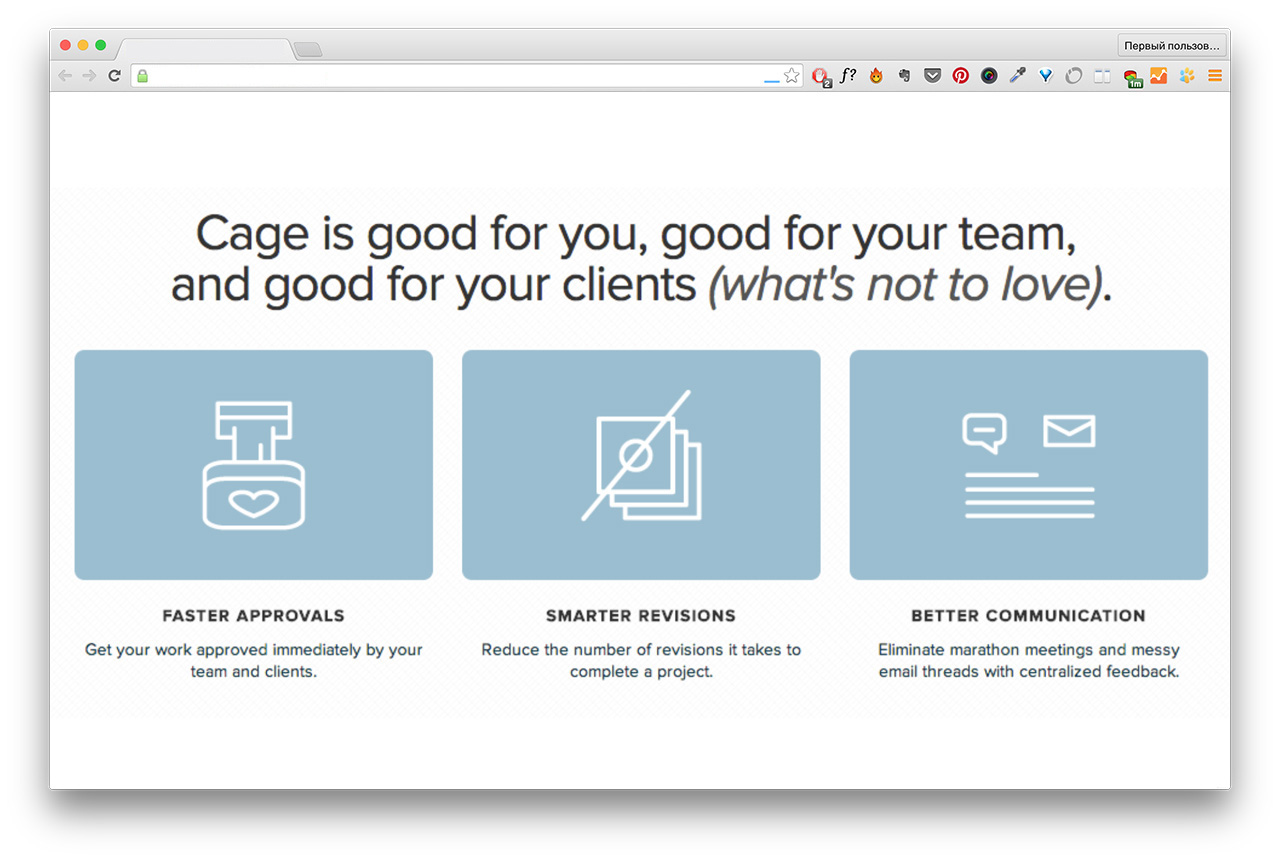 Первый пользов...
f?
2
1m
Cage is good for you, good for your team,
and good for your clients (what's not to love).
FASTER APPROVALS
Get your work approved immediately by your
team and clients.
SMARTER REVISIONS
Reduce the number of revisions it takes to
complete a project.
BETTER COMMUNICATION
Eliminate marathon meetings and messy
email threads with centralized feedback.